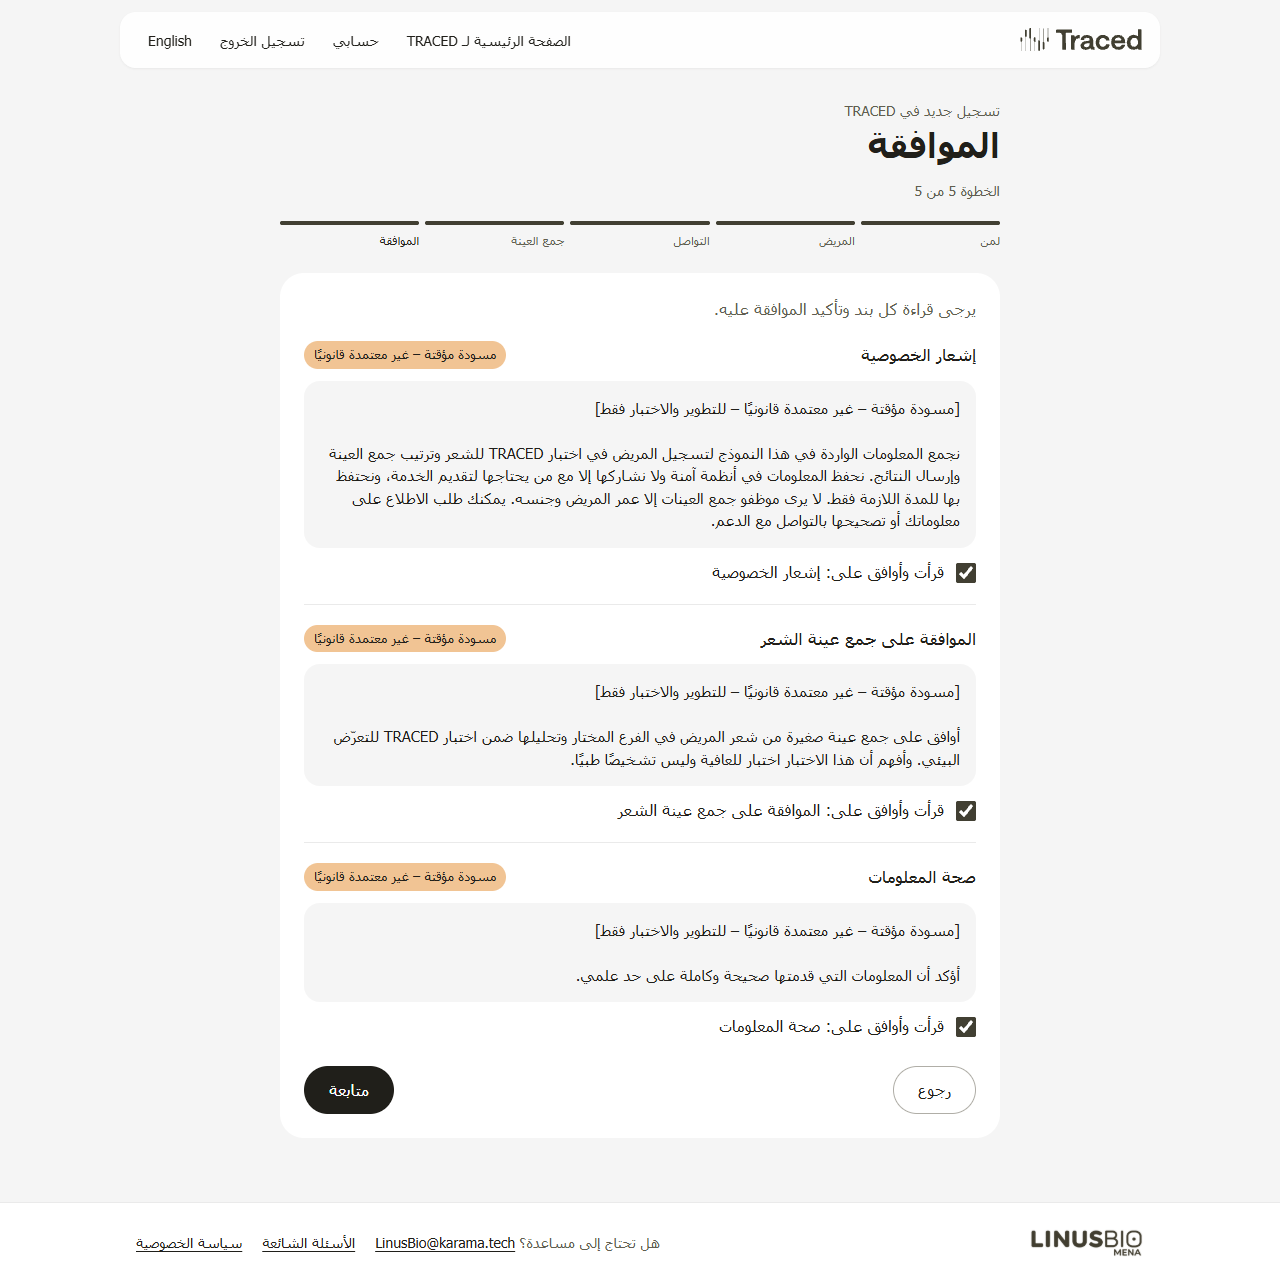 Traced
الصفحة الرئيسية لـ TRACED
حسابي
تسجيل الخروج
English
تسجيل جديد في TRACED
الموافقة
الخطوة 5 من 5
لمن
المريض
التواصل
جمع العينة
الموافقة
يرجى قراءة كل بند وتأكيد الموافقة عليه.
إشعار الخصوصية
مسودة مؤقتة – غير معتمدة قانونيًا
[مسودة مؤقتة – غير معتمدة قانونيًا – للتطوير والاختبار فقط]
نجمع المعلومات الواردة في هذا النموذج لتسجيل المريض في اختبار TRACED للشعر وترتيب جمع العينة
وإرسال النتائج. نحفظ المعلومات في أنظمة آمنة ولا نشاركها إلا مع من يحتاجها لتقديم الخدمة، ونحتفظ
بها للمدة اللازمة فقط. لا يرى موظفو جمع العينات إلا عمر المريض وجنسه. يمكنك طلب الاطلاع على
معلوماتك أو تصحيحها بالتواصل مع الدعم.
قرأت وأوافق على: إشعار الخصوصية
الموافقة على جمع عينة الشعر
مسودة مؤقتة – غير معتمدة قانونيًا
[مسودة مؤقتة – غير معتمدة قانونيًا – للتطوير والاختبار فقط]
أوافق على جمع عينة صغيرة من شعر المريض في الفرع المختار وتحليلها ضمن اختبار TRACED للتعرّض
البيئي. وأفهم أن هذا الاختبار اختبار للعافية وليس تشخيصًا طبيًا.
قرأت وأوافق على: الموافقة على جمع عينة الشعر
صحة المعلومات
مسودة مؤقتة – غير معتمدة قانونيًا
[مسودة مؤقتة – غير معتمدة قانونيًا – للتطوير والاختبار فقط]
أؤكد أن المعلومات التي قدمتها صحيحة وكاملة على حد علمي.
قرأت وأوافق على: صحة المعلومات
رجوع
متابعة
LINUSBIO
MENA
هل تحتاج إلى مساعدة؟ LinusBio@karama.tech
الأسئلة الشائعة
سياسة الخصوصية